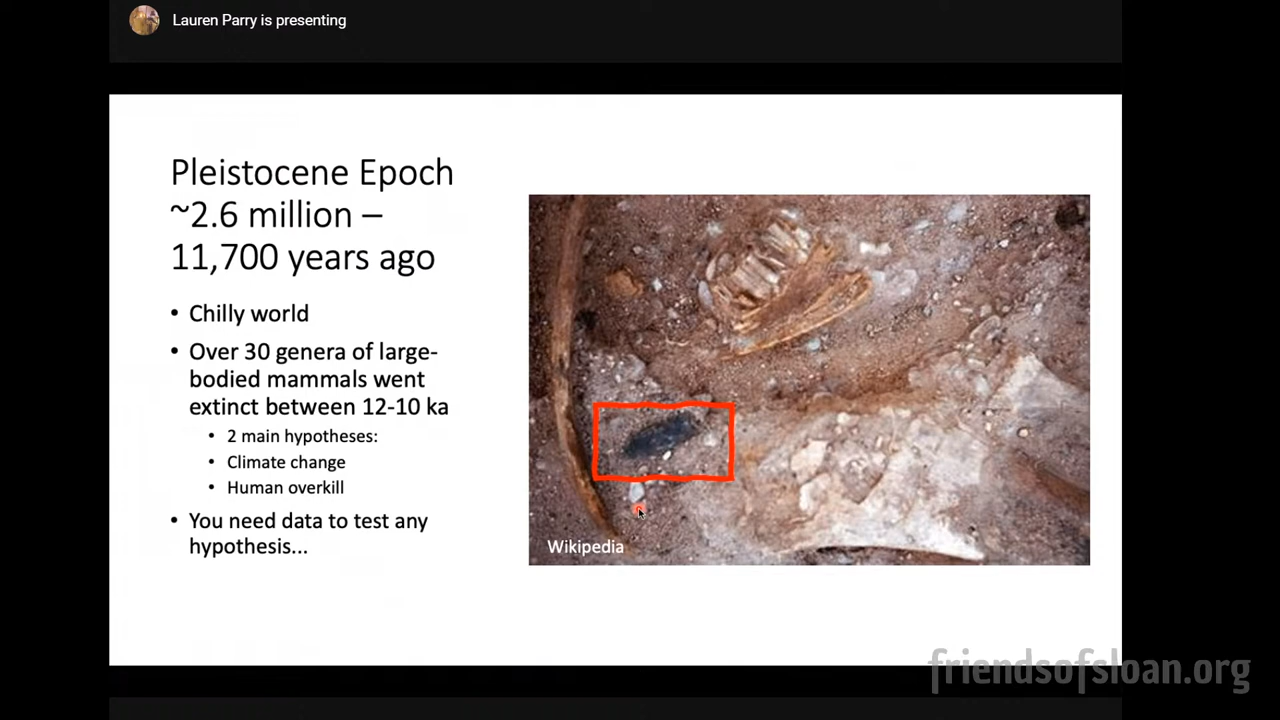 Lauren Parry is presenting
Pleistocene Epoch
~2.6 million –
11,700 years ago
• Chilly world
• Over 30 genera of large-
bodied mammals went
extinct between 12-10 ka
• 2 main hypotheses:
• Climate change
• Human overkill
• You need data to test any
hypothesis...
Wikipedia
friendsofsloan.org